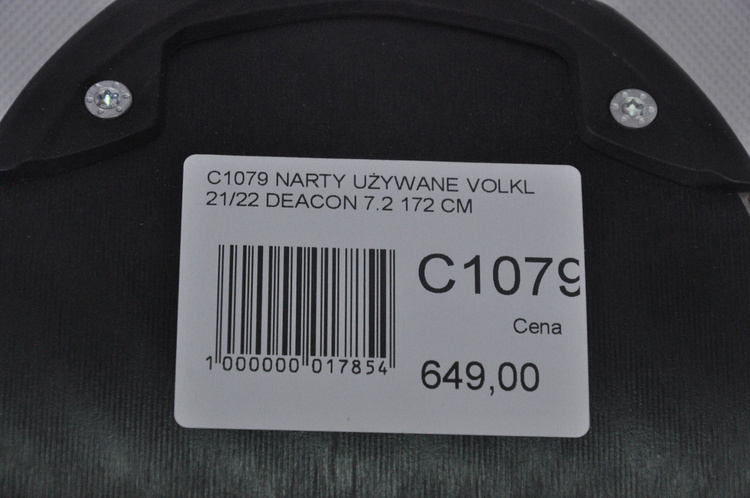 C1079 NARTY UŻYWANE VOLKL
21/22 DEACON 7.2 172 CM
C1079
Cena
1 000000 017854
649,00